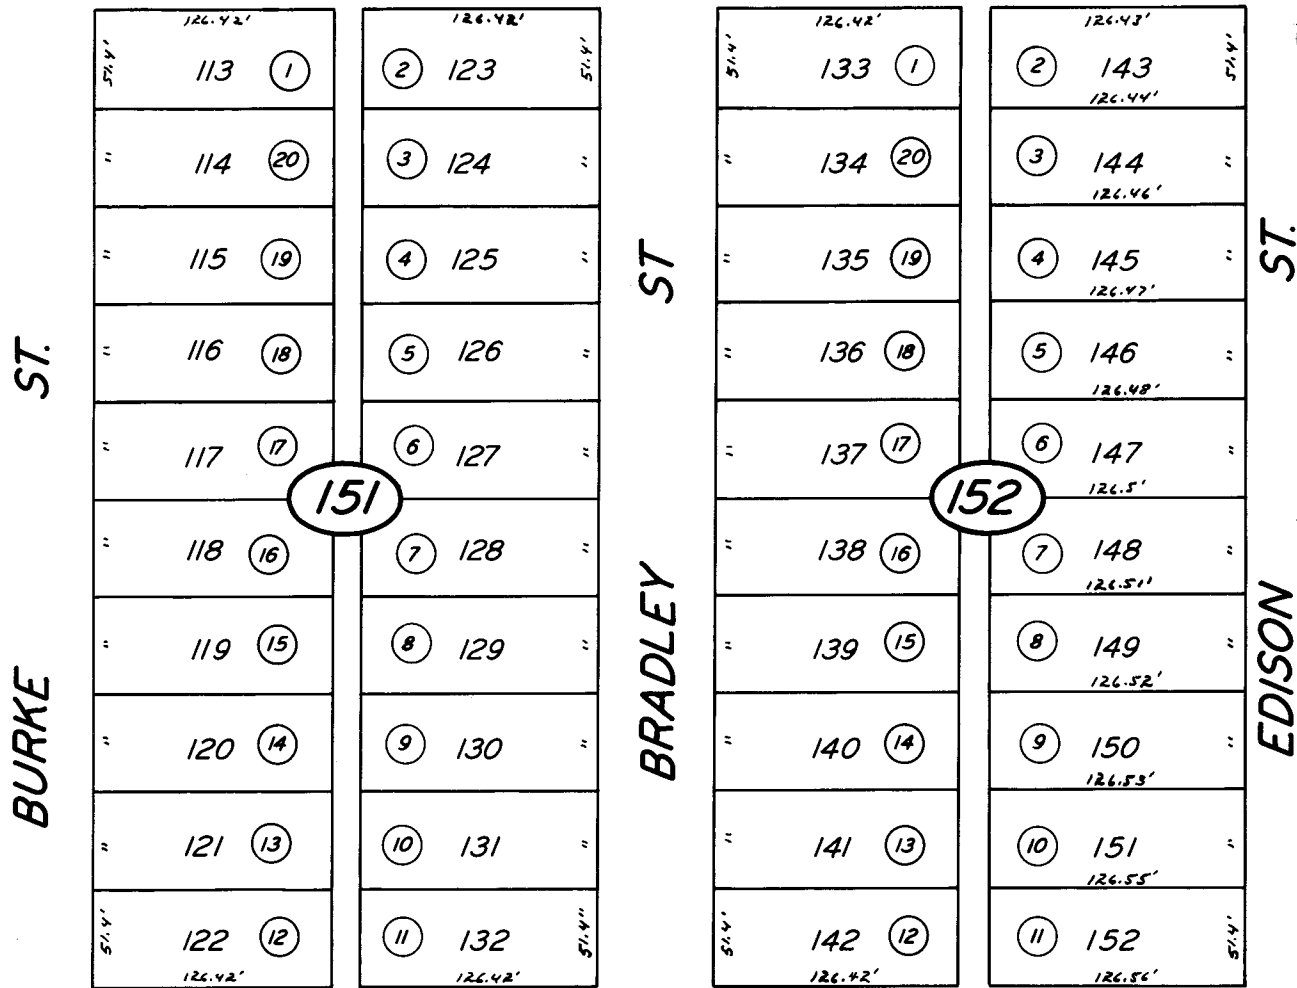 126.42' 126.42' 126.42' 126.43'
51.4' 113 1 2 123 51.4' 51.4' 133 1 2 143 51.4'
126.44'
" 114 20 3 124 " " 134 20 3 144 "
126.46'
" 115 19 4 125 " " 135 19 4 145 "
126.47'
" 116 18 5 126 " " 136 18 5 146 "
126.48'
" 117 17 6 127 " " 137 17 6 147 "
126.5'
151 152
" 118 16 7 128 " " 138 16 7 148 "
126.51'
" 119 15 8 129 " " 139 15 8 149 "
126.52'
" 120 14 9 130 " " 140 14 9 150 "
126.53'
" 121 13 10 131 " " 141 13 10 151 "
126.55'
51.4' 122 12 11 132 51.4" 51.4' 142 12 11 152 51.4'
126.42' 126.42' 126.42' 126.56'
BURKE ST.
BRADLEY ST
EDISON ST.